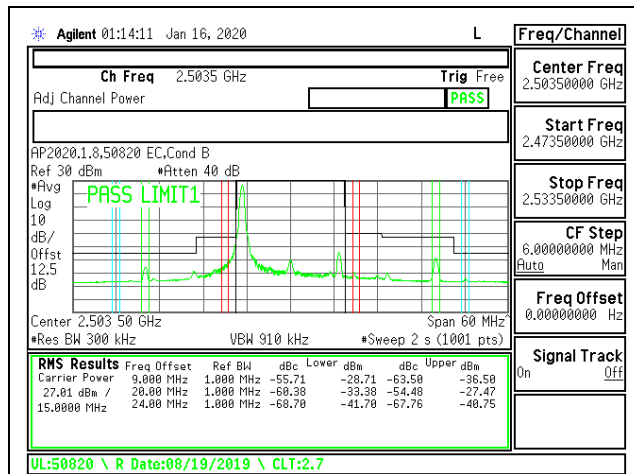 Agilent 01:14:11 Jan 16, 2020 L
Freq/Channel
Ch Freq 2.5035 GHz Trig Free
Adj Channel Power PASS
Center Freq
2.50350000 GHz
Start Freq
2.47350000 GHz
Stop Freq
2.53350000 GHz
CF Step
6.00000000 MHz
Auto Man
Freq Offset
0.00000000 Hz
Signal Track
On Off
AP2020.1.8,50820 EC,Cond B
Ref 30 dBm #Atten 40 dB
#Avg
Log
10
dB/
Offst
12.5
dB
PASS LIMIT1
Center 2.503 50 GHz Span 60 MHz^
#Res BW 300 kHz VBW 910 kHz #Sweep 2 s (1001 pts)
RMS Results Freq Offset Ref BW dBc Lower dBm dBc Upper dBm
Carrier Power 9.000 MHz 1.000 MHz -55.71 -28.71 -63.50 -36.50
27.01 dBm / 20.00 MHz 1.000 MHz -60.38 -33.38 -54.48 -27.47
15.0000 MHz 24.00 MHz 1.000 MHz -68.70 -41.70 -67.76 -40.75
UL:50820 \ R Date:08/19/2019 \ CLT:2.7